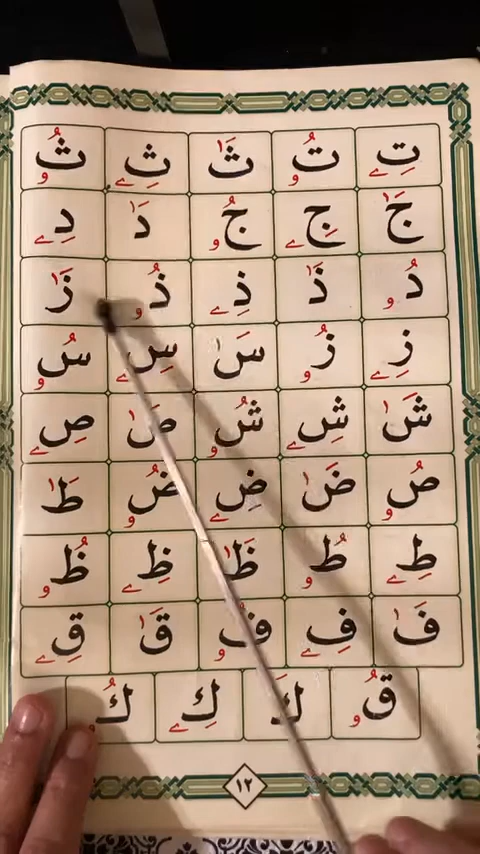 تِۦ تُۥ ثَٰ ثِۦ ثُۥ
جَٰ جِۦ جُۥ دَٰ دِۦ
دُۥ ذَٰ ذِۦ ذُۥ زَٰ
زِۦ زُۥ سَٰ سِۦ سُۥ
شَٰ شِۦ شُۥ صَٰ صِۦ
صُۥ ضَٰ ضِۦ ضُۥ طَٰ
طِۦ طُۥ ظَٰ ظِۦ ظُۥ
فَٰ فِۦ فُۥ قَٰ قِۦ
قُۥ كَٰ كِۦ كُۥ
١٢